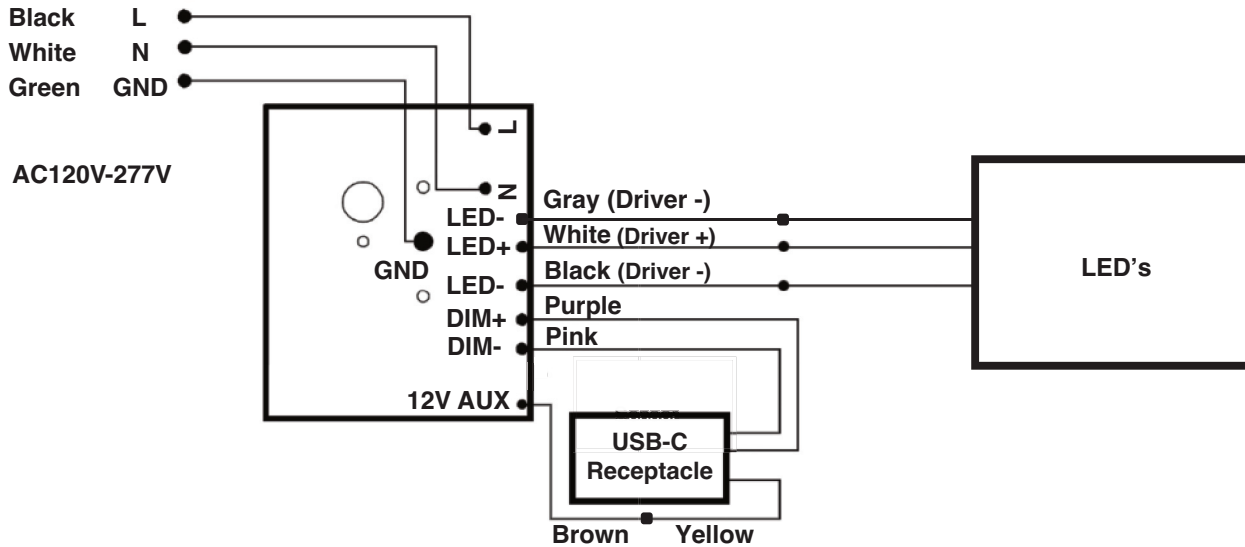 Black L
White N
Green GND
AC120V-277V
L
N
LED-
LED+
GND
LED-
DIM+
DIM-
12V AUX
Gray (Driver -)
White (Driver +)
Black (Driver -)
Purple
Pink
USB-C
Receptacle
Brown Yellow
LED's